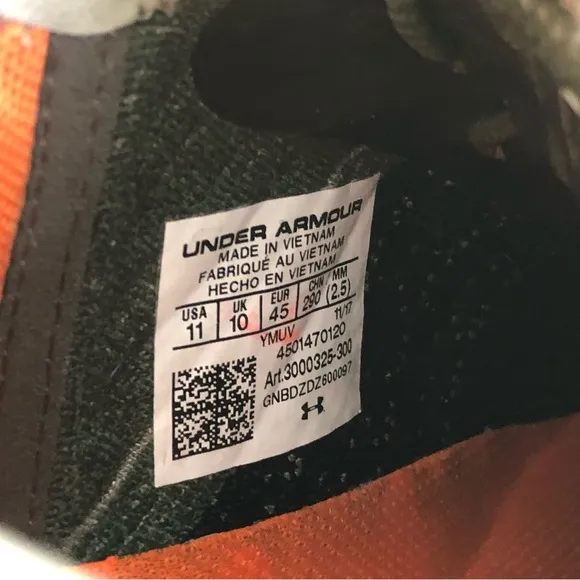 UNDER ARMOUR
MADE IN VIETNAM
FABRIQUÉ AU VIETNAM
HECHO EN VIETNAM
USA UK EUR CHN MM
11 10 45 290 (2.5)
YMUV 11/17
4501470120
Art.3000325-300
GNBDZDZ600097